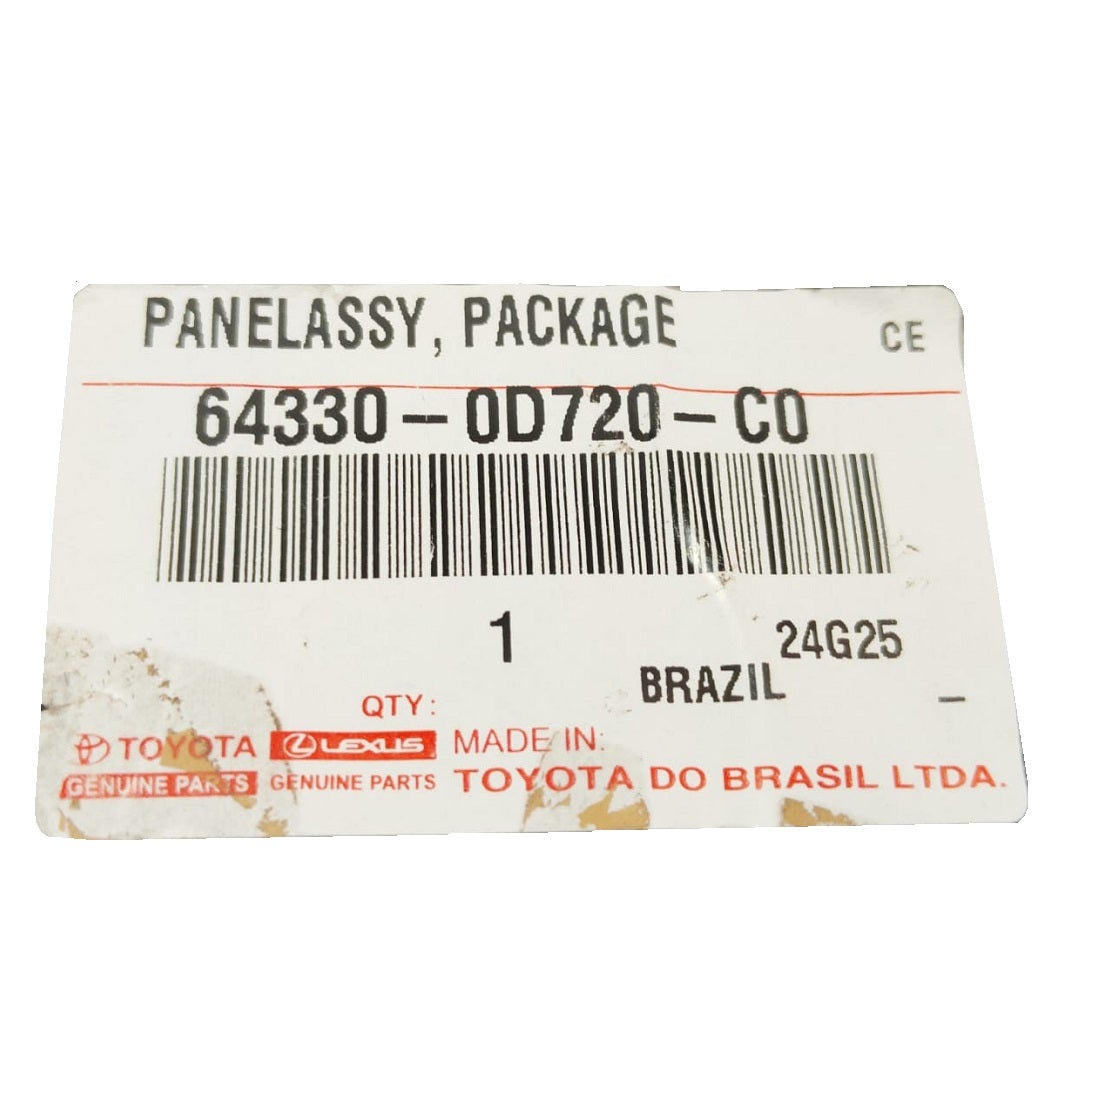 PANELASSY, PACKAGE
CE
64330-0D720-C0
1
24G25
BRAZIL
QTY:
TOYOTA
GENUINE PARTS
LEXUS
GENUINE PARTS
MADE IN:
TOYOTA DO BRASIL LTDA.